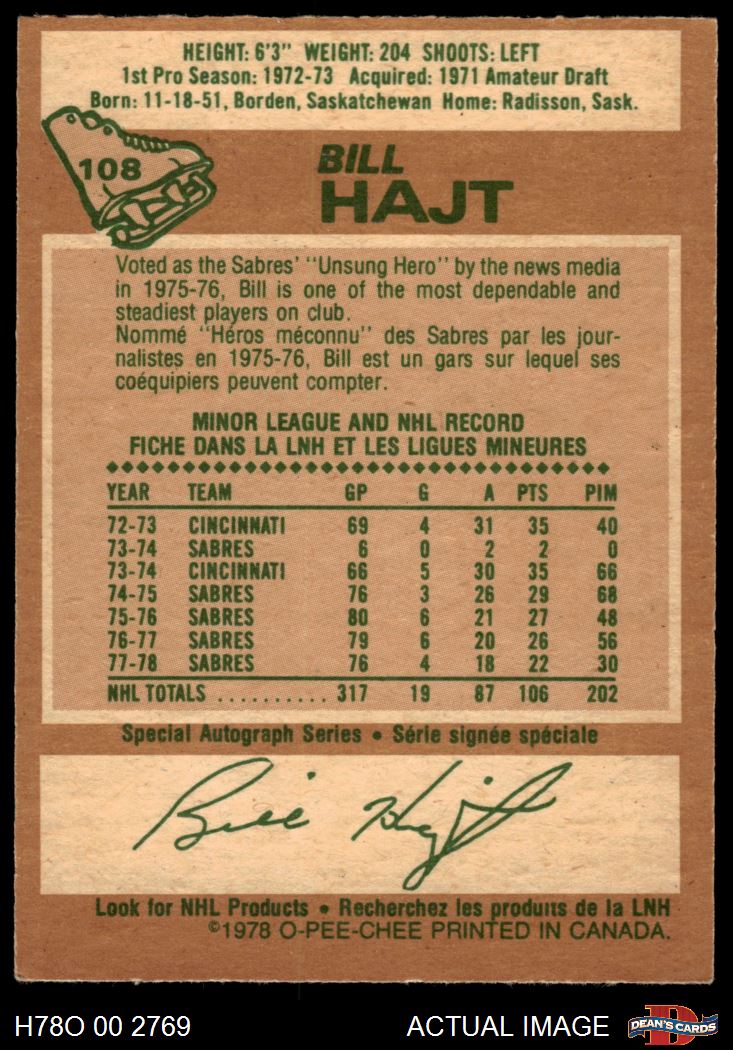 HEIGHT: 6'3" WEIGHT: 204 SHOOTS: LEFT
1st Pro Season: 1972-73 Acquired: 1971 Amateur Draft
Born: 11-18-51, Borden, Saskatchewan Home: Radisson, Sask.
108
BILL
HAJT
Voted as the Sabres' "Unsung Hero" by the news media
in 1975-76, Bill is one of the most dependable and
steadiest players on club.
Nommé "Héros méconnu" des Sabres par les jour-
nalistes en 1975-76, Bill est un gars sur lequel ses
coéquipiers peuvent compter.
MINOR LEAGUE AND NHL RECORD
FICHE DANS LA LNH ET LES LIGUES MINEURES
YEAR TEAM GP G A PTS PIM
72-73 CINCINNATI 69 4 31 35 40
73-74 SABRES 6 0 2 2 0
73-74 CINCINNATI 66 5 30 35 66
74-75 SABRES 76 3 26 29 68
75-76 SABRES 80 6 21 27 48
76-77 SABRES 79 6 20 26 56
77-78 SABRES 76 4 18 22 30
NHL TOTALS .......... 317 19 87 106 202
Special Autograph Series • Série signée spéciale
Bill Hajt
Look for NHL Products • Recherchez les produits de la LNH
©1978 O-PEE-CHEE PRINTED IN CANADA.
H78O 00 2769 ACTUAL IMAGE D DEAN'S CARDS